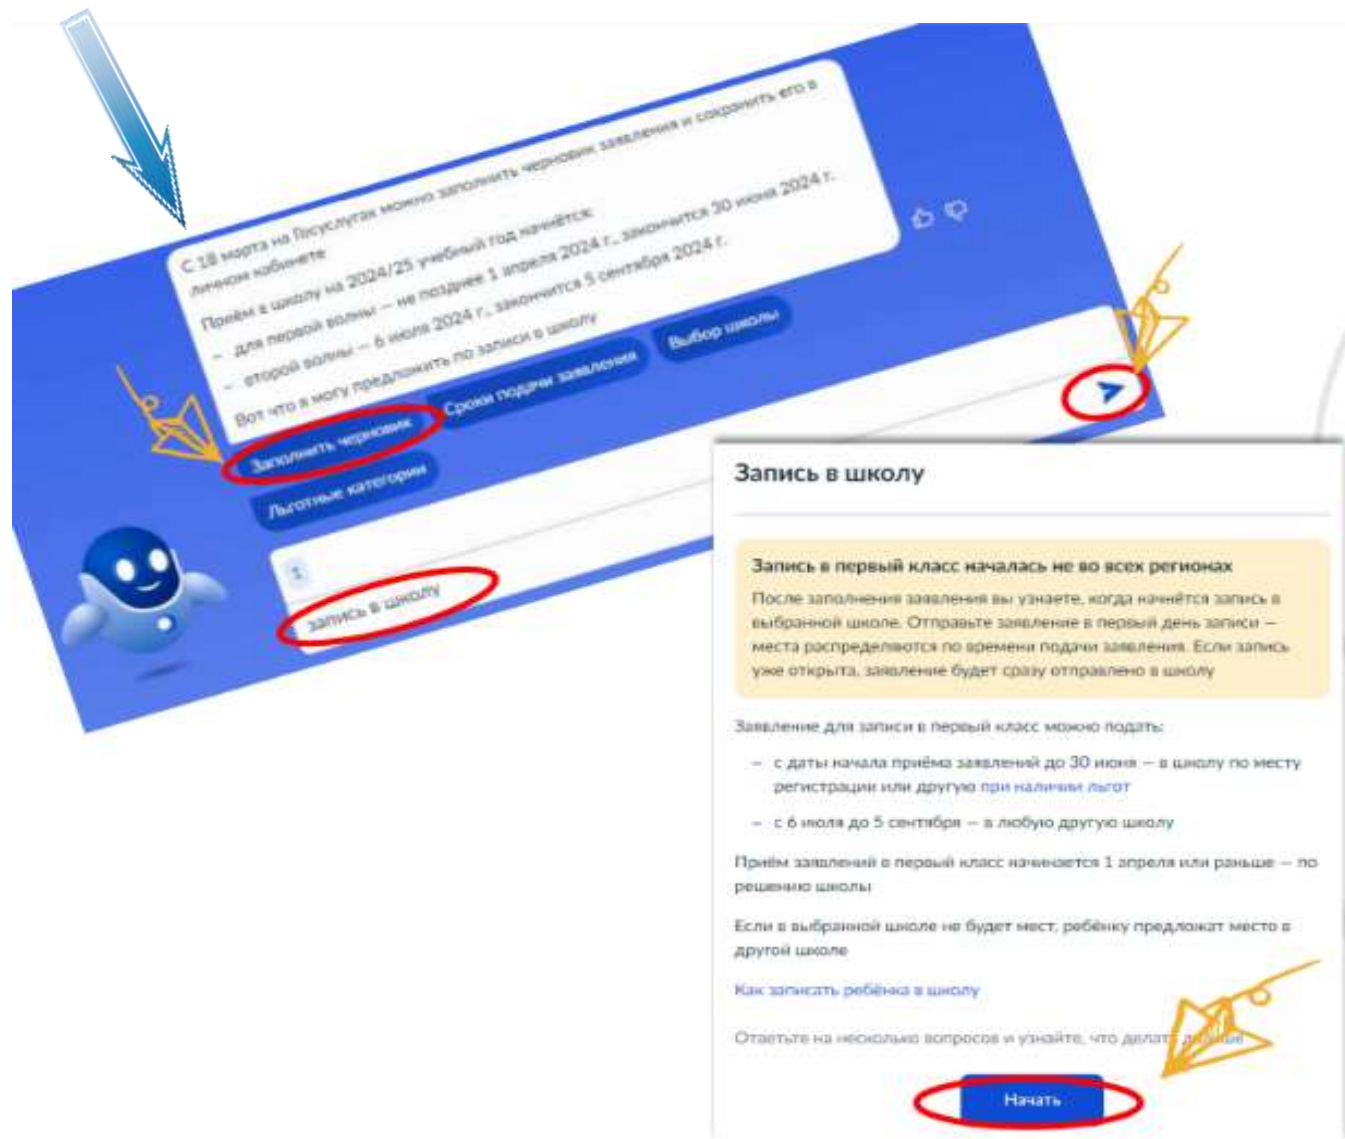 С 18 марта на Госуслугах можно заполнить черновик заявления и сохранить его в
личном кабинете
Приём в школу на 2024/25 учебный год начнётся:
– для первой волны — не позднее 1 апреля 2024 г., закончится 30 июня 2024 г.
– второй волны — 6 июля 2024 г., закончится 5 сентября 2024 г.
Вот что я могу предложить по записи в школу
Заполнить черновик
Сроки подачи заявления
Выбор школы
Льготные категории
1
запись в школу
Запись в школу
Запись в первый класс началась не во всех регионах
После заполнения заявления вы узнаете, когда начнётся запись в
выбранной школе. Отправьте заявление в первый день записи —
места распределяются по времени подачи заявления. Если запись
уже открыта, заявление будет сразу отправлено в школу
Заявление для записи в первый класс можно подать:
– с даты начала приёма заявлений до 30 июня — в школу по месту
регистрации или другую при наличии льгот
– с 6 июля до 5 сентября — в любую другую школу
Приём заявлений в первый класс начинается 1 апреля или раньше — по
решению школы
Если в выбранной школе не будет мест, ребёнку предложат место в
другой школе
Как записать ребёнка в школу
Ответьте на несколько вопросов и узнайте, что делать дальше
Начать